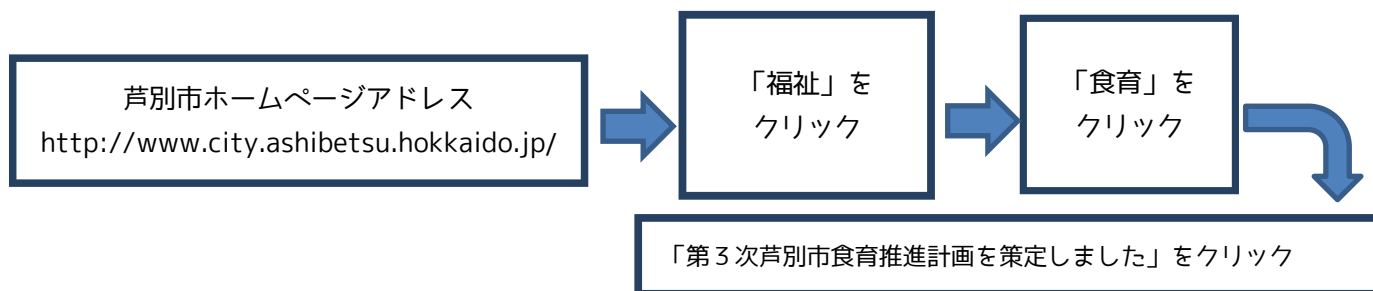 芦別市ホームページアドレス
http://www.city.ashibetsu.hokkaido.jp/
「福祉」を
クリック
「食育」を
クリック
「第３次芦別市食育推進計画を策定しました」をクリック